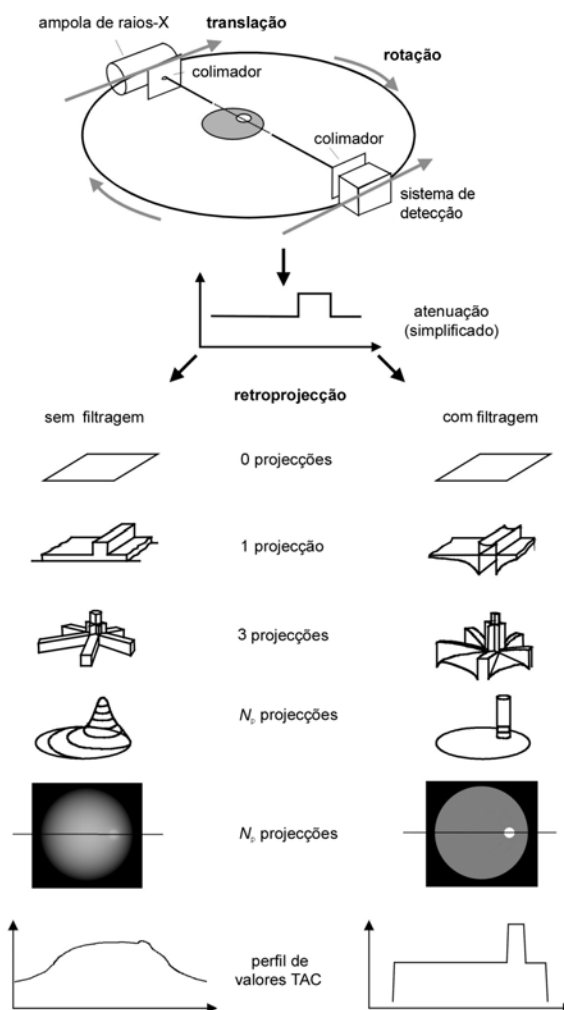 ampola de raios-X
translação
colimador
rotação
colimador
sistema de
detecção
atenuação
(simplificado)
retroprojecção
sem filtragem
com filtragem
0 projecções
1 projecção
3 projecções
Np projecções
Np projecções
perfil de
valores TAC